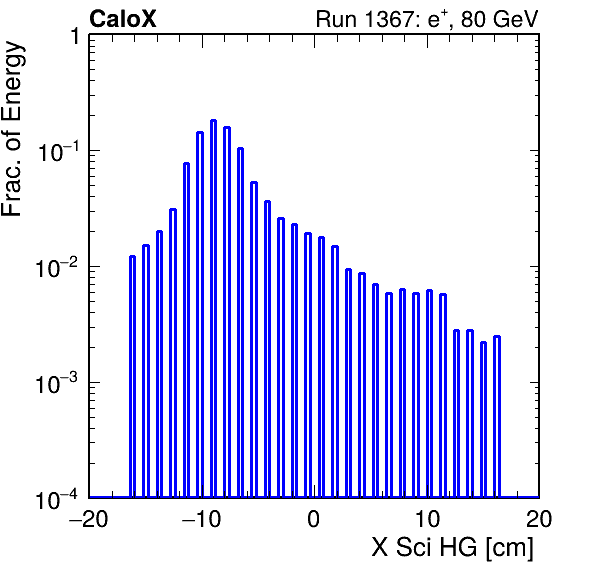 CaloX Run 1367: e⁺, 80 GeV
Frac. of Energy
1
10⁻¹
10⁻²
10⁻³
10⁻⁴
−20 −10 0 10 20
X Sci HG [cm]